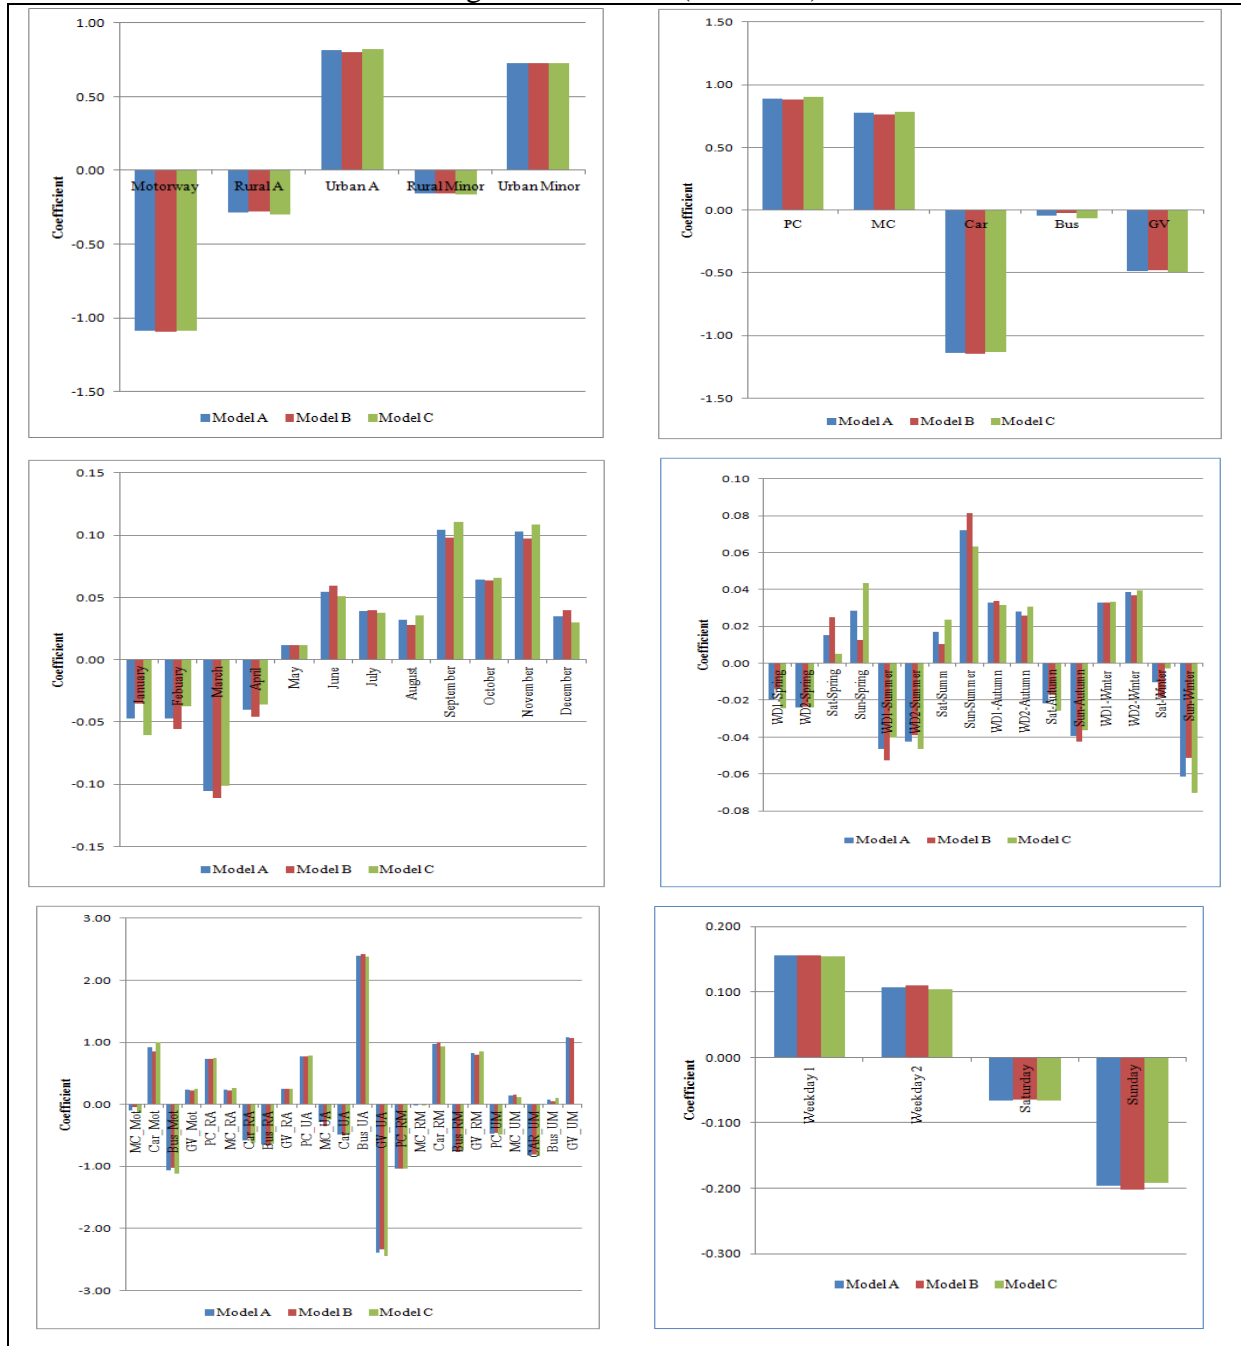 1.00
0.50
0.00
-0.50
-1.00
-1.50
Coefficient
Motorway Rural A Urban A Rural Minor Urban Minor
Model A Model B Model C
1.50
1.00
0.50
0.00
-0.50
-1.00
-1.50
Coefficient
PC MC Car Bus GV
Model A Model B Model C
0.15
0.10
0.05
0.00
-0.05
-0.10
-0.15
Coefficient
January
Febuary
March
April
May
June
July
August
September
October
November
December
Model A Model B Model C
0.10
0.08
0.06
0.04
0.02
0.00
-0.02
-0.04
-0.06
-0.08
Coefficient
WD1-Spring
WD2-Spring
Sat-Spring
Sun-Spring
WD1-Summer
WD2-Summer
Sat-Summ
Sun-Summer
WD1-Autumn
WD2-Autumn
Sat-Autumn
Sun-Autumn
WD1-Winter
WD2-Winter
Sat-Winter
Sun-Winter
Model A Model B Model C
3.00
2.00
1.00
0.00
-1.00
-2.00
-3.00
Coefficient
MC_Mot
Car_Mot
Bus_Mot
GV_Mot
PC_RA
MC_RA
Car_RA
Bus_RA
GV_RA
PC_UA
MC_UA
Car_UA
Bus_UA
GV_UA
PC_RM
MC_RM
Car_RM
Bus_RM
GV_RM
PC_UM
MC_UM
CAR_UM
Bus_UM
GV_UM
Model A Model B Model C
0.200
0.100
0.000
-0.100
-0.200
-0.300
Coefficient
Weekday 1
Weekday 2
Saturday
Sunday
Model A Model B Model C